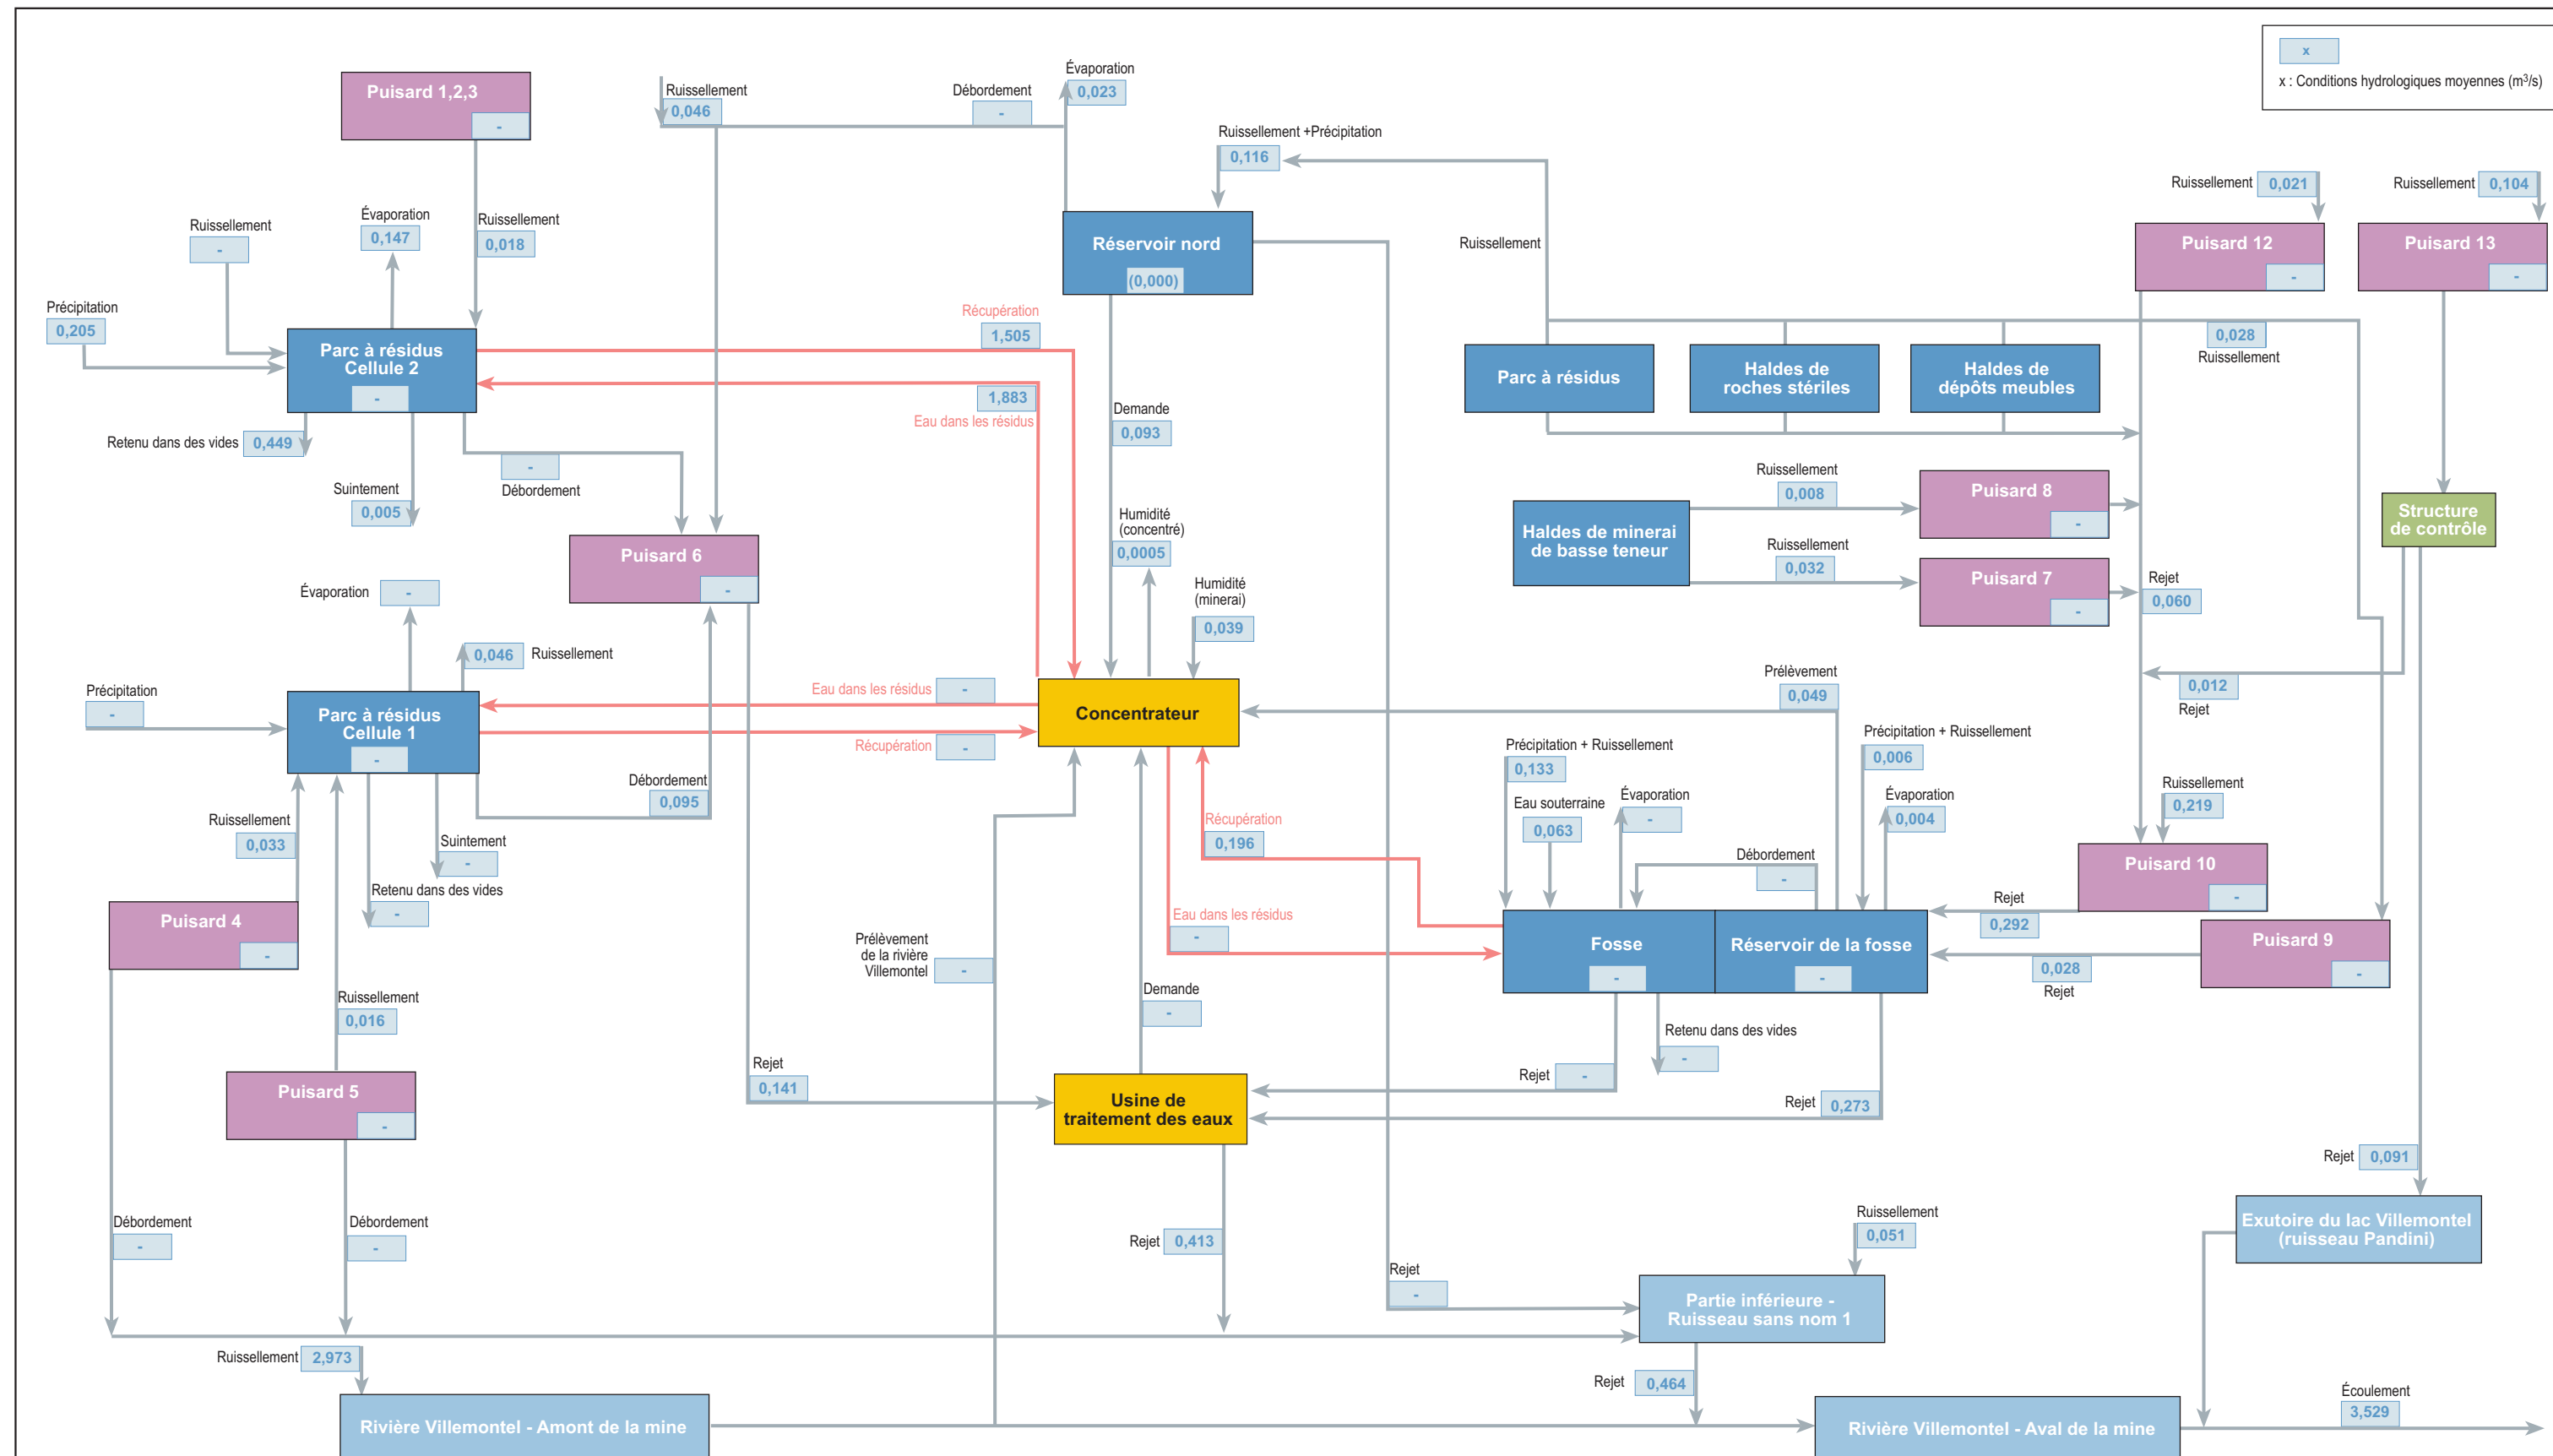 x
x : Conditions hydrologiques moyennes (m³/s)
Puisard 1,2,3
-
Ruissellement
0,046
Débordement
-
Évaporation
0,023
Ruissellement +Précipitation
0,116
Ruissellement
0,021
Ruissellement
0,104
Ruissellement
-
Évaporation
0,147
Ruissellement
0,018
Réservoir nord
(0,000)
Ruissellement
Puisard 12
-
Puisard 13
-
Précipitation
0,205
Récupération
1,505
0,028
Ruissellement
Parc à résidus
Cellule 2
-
1,883
Eau dans les résidus
Parc à résidus
Haldes de
roches stériles
Haldes de
dépôts meubles
Demande
0,093
Retenu dans des vides
0,449
-
Débordement
Suintement
0,005
Ruissellement
0,008
Puisard 8
-
Haldes de minerai
de basse teneur
Structure
de contrôle
Humidité
(concentré)
0,0005
Puisard 6
-
Ruissellement
0,032
Puisard 7
-
Rejet
0,060
Évaporation
-
Humidité
(minerai)
0,039
0,046
Ruissellement
Précipitation
-
Eau dans les résidus
-
Prélèvement
0,049
0,012
Rejet
Parc à résidus
Cellule 1
-
Concentrateur
Récupération
-
Précipitation + Ruissellement
0,133
Précipitation + Ruissellement
0,006
Débordement
0,095
Eau souterraine
0,063
Évaporation
-
Évaporation
0,004
Ruissellement
0,219
Ruissellement
0,033
Suintement
-
Récupération
0,196
Débordement
-
Puisard 10
-
Retenu dans des vides
-
Puisard 4
-
Eau dans les résidus
-
Rejet
0,292
Fosse
-
Réservoir de la fosse
-
Puisard 9
-
Prélèvement
de la rivière
Villemontel
-
0,028
Rejet
Ruissellement
0,016
Demande
-
Retenu dans des vides
-
Puisard 5
-
Rejet
0,141
Usine de
traitement des eaux
Rejet
-
Rejet
0,273
Rejet
0,091
Débordement
-
Débordement
-
Rejet
0,413
Ruissellement
0,051
Exutoire du lac Villemontel
(ruisseau Pandini)
Rejet
-
Partie inférieure -
Ruisseau sans nom 1
Ruissellement
2,973
Rejet
0,464
Écoulement
3,529
Rivière Villemontel - Amont de la mine
Rivière Villemontel - Aval de la mine